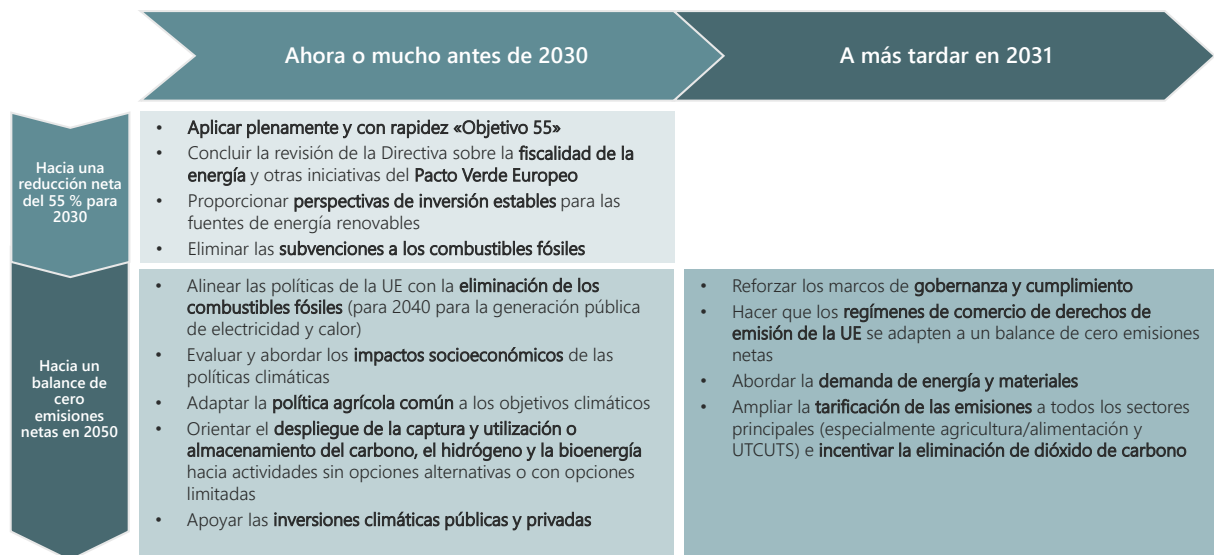 Ahora o mucho antes de 2030
A más tardar en 2031
Hacia una
reducción neta
del 55 % para
2030
• Aplicar plenamente y con rapidez «Objetivo 55»
• Concluir la revisión de la Directiva sobre la fiscalidad de la
energía y otras iniciativas del Pacto Verde Europeo
• Proporcionar perspectivas de inversión estables para las
fuentes de energía renovables
• Eliminar las subvenciones a los combustibles fósiles
Hacia un
balance de
cero
emisiones
netas en 2050
• Alinear las políticas de la UE con la eliminación de los
combustibles fósiles (para 2040 para la generación pública
de electricidad y calor)
• Evaluar y abordar los impactos socioeconómicos de las
políticas climáticas
• Adaptar la política agrícola común a los objetivos climáticos
• Orientar el despliegue de la captura y utilización o
almacenamiento del carbono, el hidrógeno y la bioenergía
hacia actividades sin opciones alternativas o con opciones
limitadas
• Apoyar las inversiones climáticas públicas y privadas
• Reforzar los marcos de gobernanza y cumplimiento
• Hacer que los regímenes de comercio de derechos de
emisión de la UE se adapten a un balance de cero emisiones
netas
• Abordar la demanda de energía y materiales
• Ampliar la tarificación de las emisiones a todos los sectores
principales (especialmente agricultura/alimentación y
UTCUTS) e incentivar la eliminación de dióxido de carbono